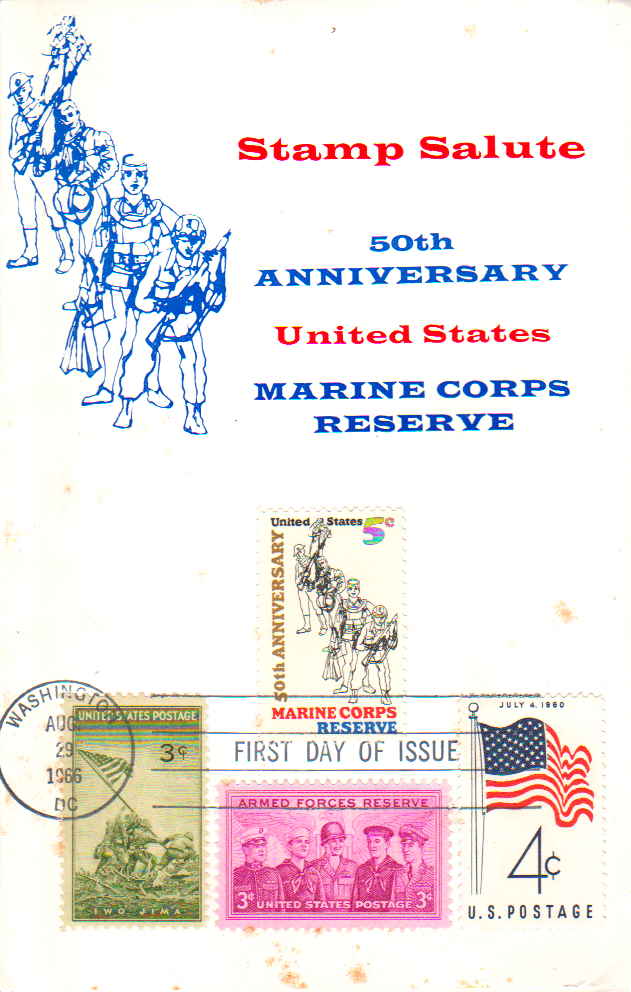 Stamp Salute
50th
ANNIVERSARY
United States
MARINE CORPS
RESERVE
United States 5c
50th ANNIVERSARY
MARINE CORPS
RESERVE
WASHINGTON
AUG
29
1966
DC
FIRST DAY OF ISSUE
UNITED STATES POSTAGE
3¢
IWO JIMA
ARMED FORCES RESERVE
3¢ UNITED STATES POSTAGE 3¢
JULY 4, 1960
4¢
U.S. POSTAGE